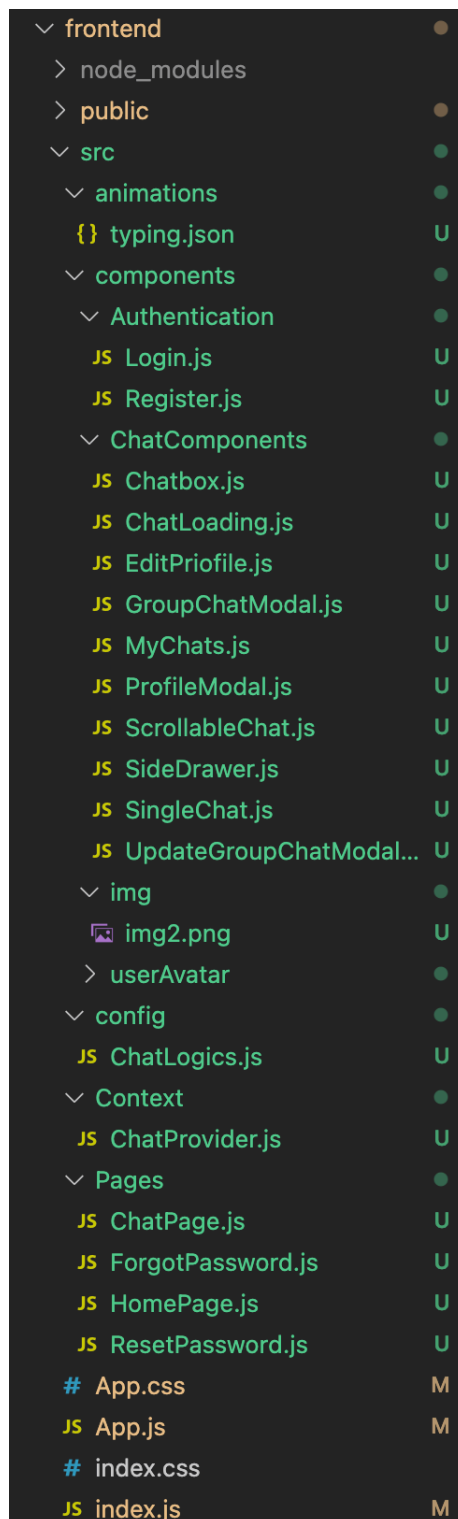 frontend
node_modules
public
src
animations
{} typing.json U
components
Authentication
JS Login.js U
JS Register.js U
ChatComponents
JS Chatbox.js U
JS ChatLoading.js U
JS EditPriofile.js U
JS GroupChatModal.js U
JS MyChats.js U
JS ProfileModal.js U
JS ScrollableChat.js U
JS SideDrawer.js U
JS SingleChat.js U
JS UpdateGroupChatModal... U
img
img2.png U
userAvatar
config
JS ChatLogics.js U
Context
JS ChatProvider.js U
Pages
JS ChatPage.js U
JS ForgotPassword.js U
JS HomePage.js U
JS ResetPassword.js U
# App.css M
JS App.js M
# index.css
JS index.js M